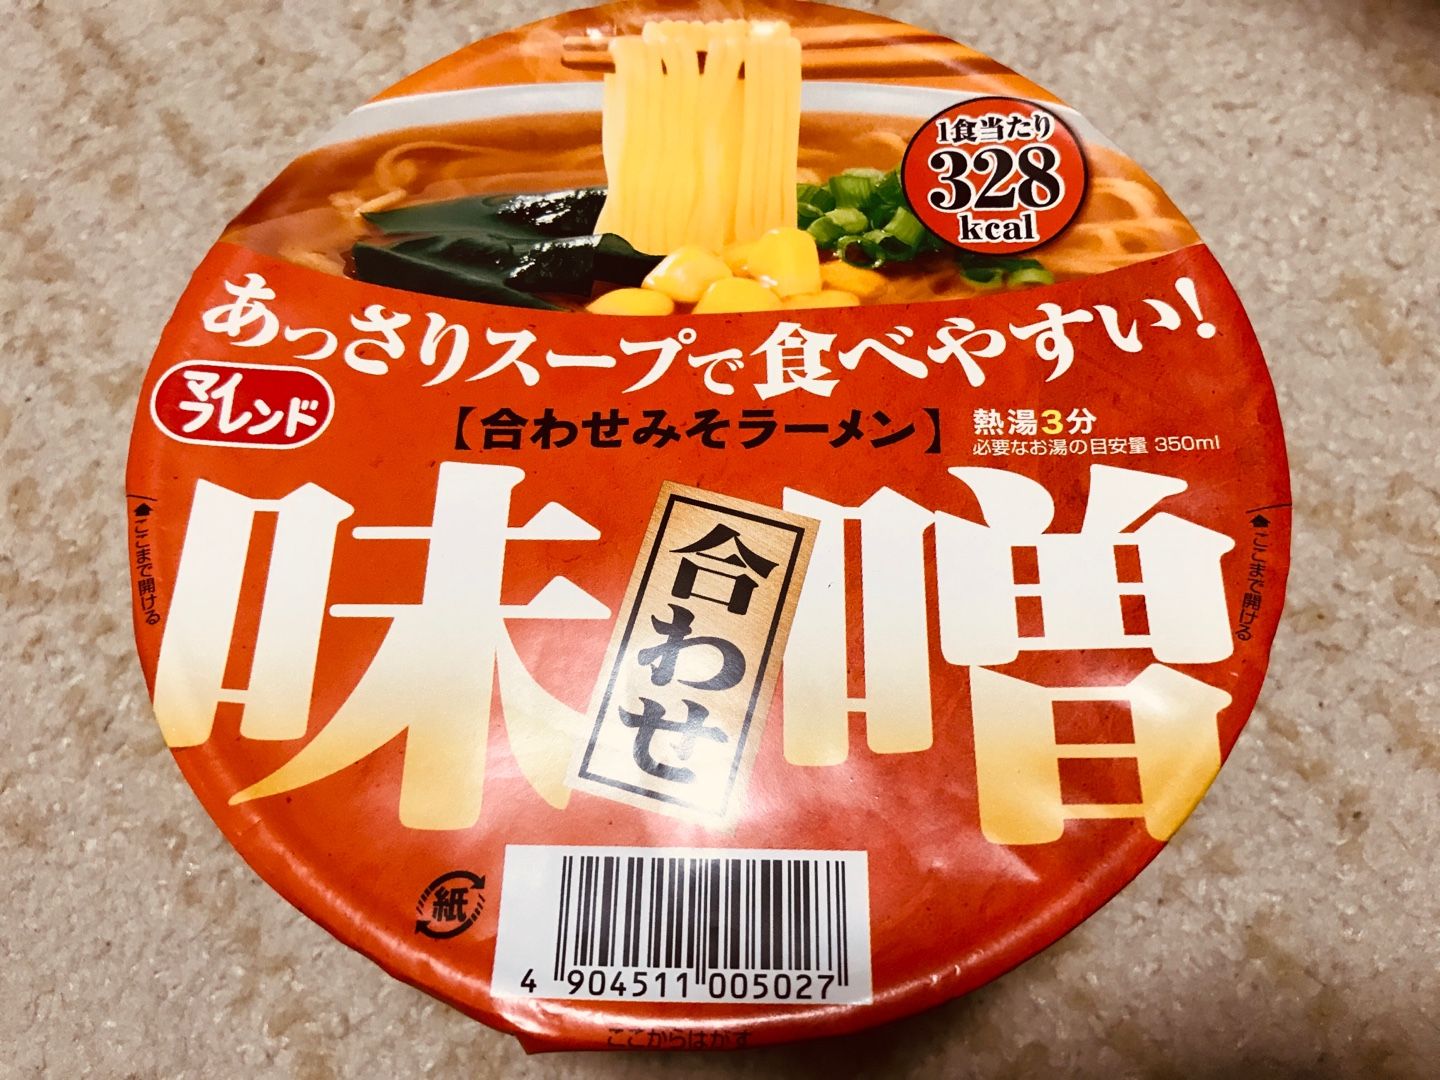 1食当たり
328
kcal
あっさりスープで食べやすい!
マイフレンド
【合わせみそラーメン】
熱湯3分
必要なお湯の目安量 350ml
味噌
合わせ
ここまで開ける
ここまで開ける
紙
4 904511 005027
ここからはがす